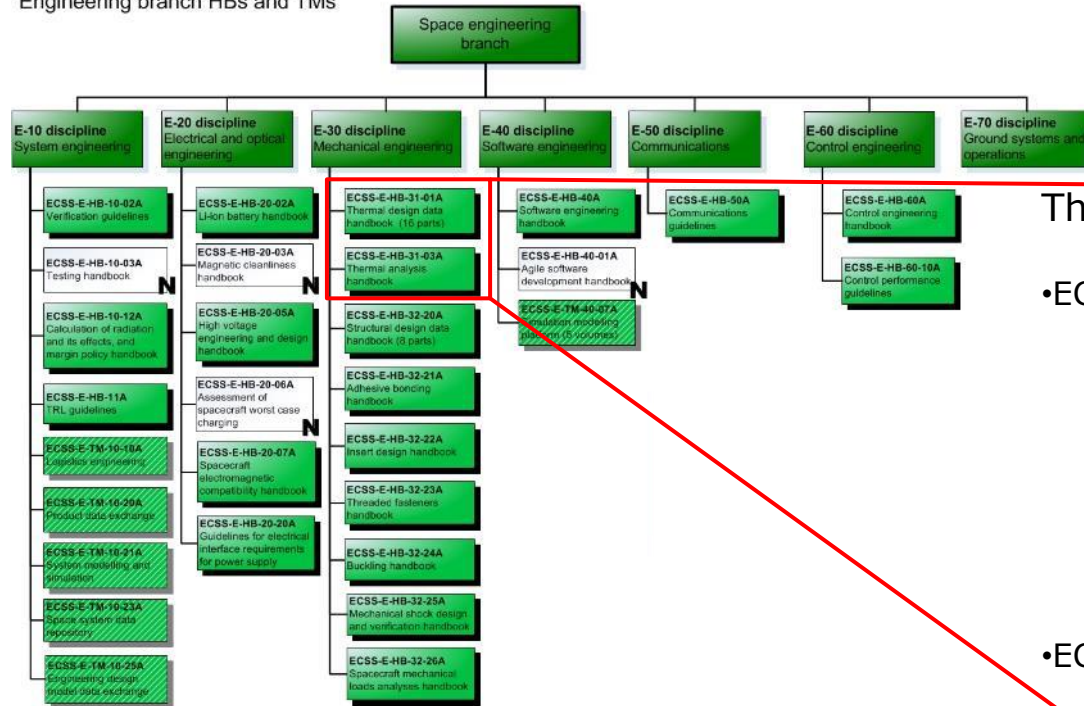 Engineering branch HBs and TMs
Space engineering
branch
E-10 discipline
System engineering
E-20 discipline
Electrical and optical
engineering
E-30 discipline
Mechanical engineering
E-40 discipline
Software engineering
E-50 discipline
Communications
E-60 discipline
Control engineering
E-70 discipline
Ground systems and
operations
ECSS-E-HB-10-02A
Verification guidelines
ECSS-E-HB-10-03A
Testing handbook
N
ECSS-E-HB-10-12A
Calculation of radiation
and its effects, and
margin policy handbook
ECSS-E-HB-11A
TRL guidelines
ECSS-E-TM-10-10A
Logistics engineering
ECSS-E-TM-10-20A
Product data exchange
ECSS-E-TM-10-21A
System modelling and
simulation
ECSS-E-TM-10-23A
Space system data
repository
ECSS-E-TM-10-25A
Engineering design
model data exchange
ECSS-E-HB-20-02A
Li-ion battery handbook
ECSS-E-HB-20-03A
Magnetic cleanliness
handbook
N
ECSS-E-HB-20-05A
High voltage
engineering and design
handbook
ECSS-E-HB-20-06A
Assessment of
spacecraft worst case
charging
N
ECSS-E-HB-20-07A
Spacecraft
electromagnetic
compatibility handbook
ECSS-E-HB-20-20A
Guidelines for electrical
interface requirements
for power supply
ECSS-E-HB-31-01A
Thermal design data
handbook (16 parts)
ECSS-E-HB-31-03A
Thermal analysis
handbook
ECSS-E-HB-32-20A
Structural design data
handbook (8 parts)
ECSS-E-HB-32-21A
Adhesive bonding
handbook
ECSS-E-HB-32-22A
Insert design handbook
ECSS-E-HB-32-23A
Threaded fasteners
handbook
ECSS-E-HB-32-24A
Buckling handbook
ECSS-E-HB-32-25A
Mechanical shock design
and verification handbook
ECSS-E-HB-32-26A
Spacecraft mechanical
loads analyses handbook
ECSS-E-HB-40A
Software engineering
handbook
ECSS-E-HB-40-01A
Agile software
development handbook
N
ECSS-E-TM-40-07A
Simulation modelling
platform (5 volumes)
ECSS-E-HB-50A
Communications
guidelines
ECSS-E-HB-60A
Control engineering
handbook
ECSS-E-HB-60-10A
Control performance
guidelines
Th
•EC
•EC